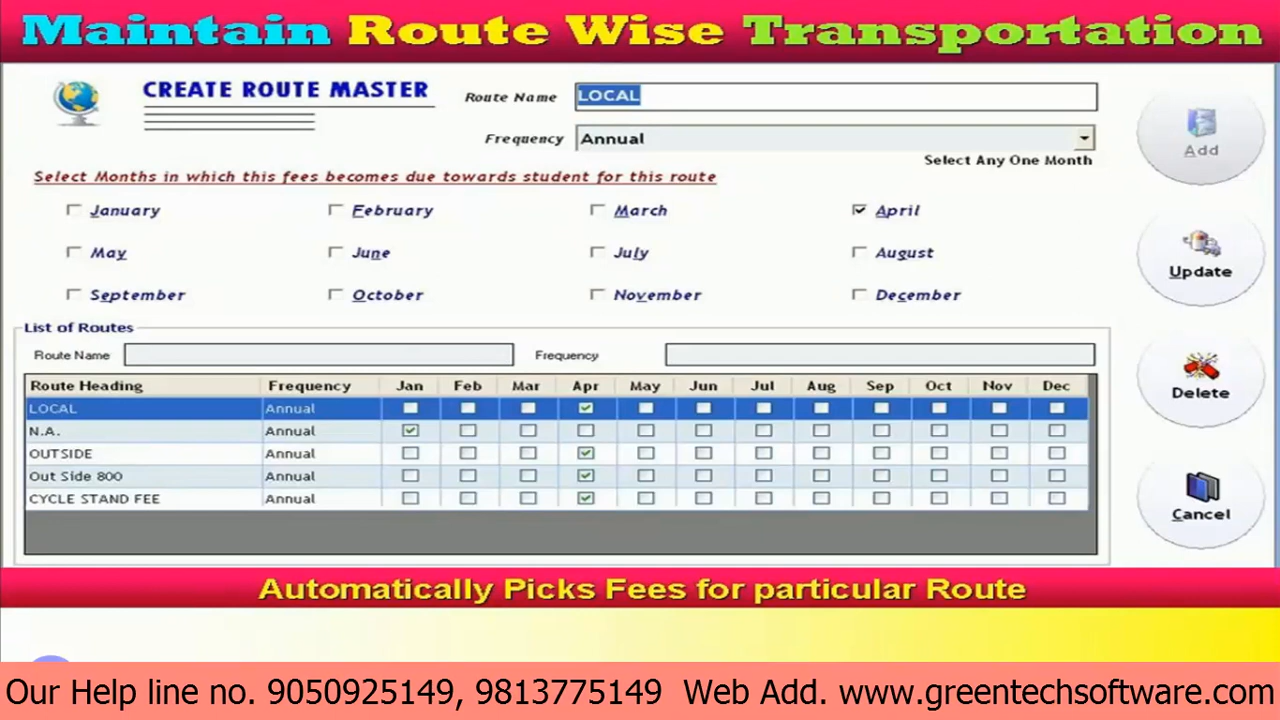 Maintain Route Wise Transportation
CREATE ROUTE MASTER
Route Name LOCAL
Frequency Annual
Select Any One Month
Select Months in which this fees becomes due towards student for this route
January February March April
May June July August
September October November December
Add
Update
Delete
Cancel
List of Routes
Route Name Frequency
Route Heading Frequency Jan Feb Mar Apr May Jun Jul Aug Sep Oct Nov Dec
LOCAL Annual
N.A. Annual
OUTSIDE Annual
Out Side 800 Annual
CYCLE STAND FEE Annual
Automatically Picks Fees for particular Route
Our Help line no. 9050925149, 9813775149 Web Add. www.greentechsoftware.com